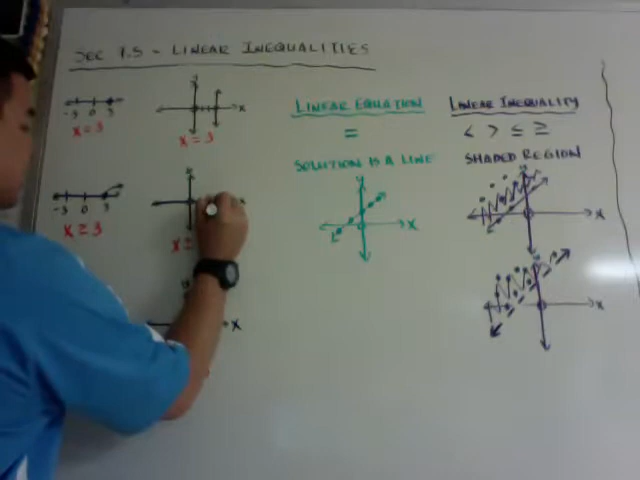 SEC 7.5 - LINEAR INEQUALITIES
-3 0 3
x = 3
Y
X
x = 3
LINEAR EQUATION
=
SOLUTION IS A LINE
Y
X
LINEAR INEQUALITY
< > ≤ ≥
SHADED REGION
Y
X
Y
X
-3 0 3
x ≥ 3
Y
X
x ≥
X